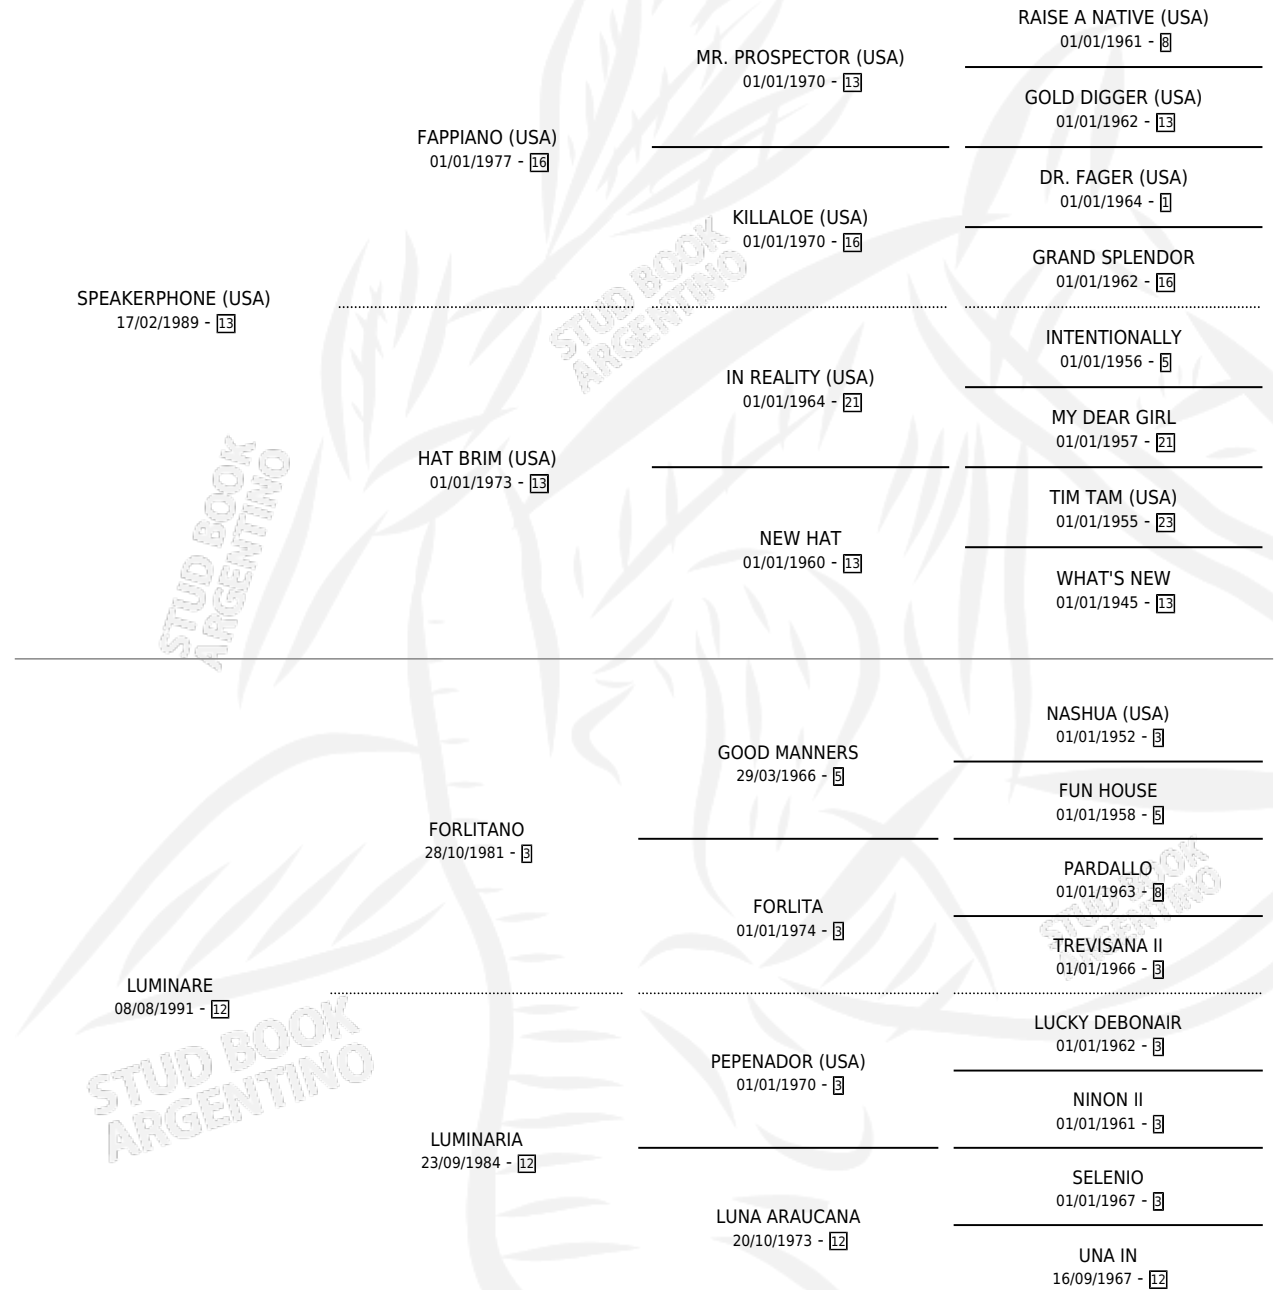 RAISE A NATIVE (USA)
01/01/1961 - 8
MR. PROSPECTOR (USA)
01/01/1970 - 13
GOLD DIGGER (USA)
01/01/1962 - 13
FAPPIANO (USA)
01/01/1977 - 16
DR. FAGER (USA)
01/01/1964 - 1
KILLALOE (USA)
01/01/1970 - 16
GRAND SPLENDOR
01/01/1962 - 16
SPEAKERPHONE (USA)
17/02/1989 - 13
INTENTIONALLY
01/01/1956 - 5
IN REALITY (USA)
01/01/1964 - 21
MY DEAR GIRL
01/01/1957 - 21
HAT BRIM (USA)
01/01/1973 - 13
TIM TAM (USA)
01/01/1955 - 23
NEW HAT
01/01/1960 - 13
WHAT'S NEW
01/01/1945 - 13
NASHUA (USA)
01/01/1952 - 3
GOOD MANNERS
29/03/1966 - 5
FUN HOUSE
01/01/1958 - 5
FORLITANO
28/10/1981 - 3
PARDALLO
01/01/1963 - 8
FORLITA
01/01/1974 - 3
TREVISANA II
01/01/1966 - 3
LUMINARE
08/08/1991 - 12
LUCKY DEBONAIR
01/01/1962 - 3
PEPENADOR (USA)
01/01/1970 - 3
NINON II
01/01/1961 - 3
LUMINARIA
23/09/1984 - 12
SELENIO
01/01/1967 - 3
LUNA ARAUCANA
20/10/1973 - 12
UNA IN
16/09/1967 - 12
STUD BOOK
ARGENTINO
STUD BOOK
ARGENTINO
STUD BOOK
ARGENTINO
STUD BOOK
ARGENTINO